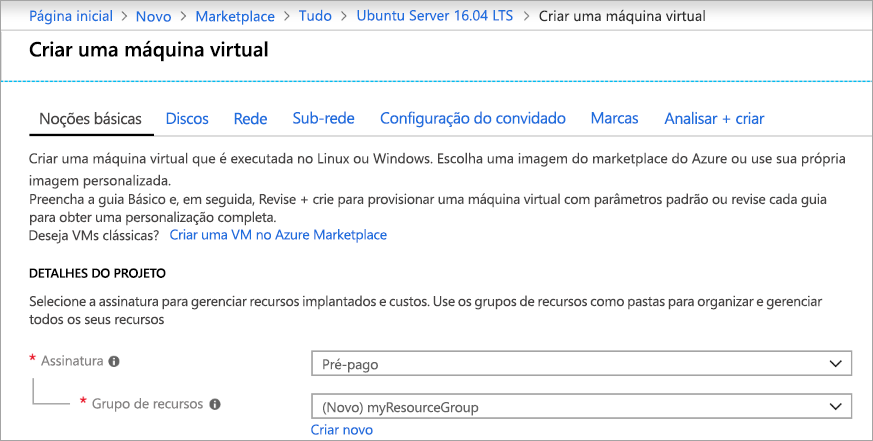 Página inicial > Novo > Marketplace > Tudo > Ubuntu Server 16.04 LTS > Criar uma máquina virtual
Criar uma máquina virtual
Noções básicas Discos Rede Sub-rede Configuração do convidado Marcas Analisar + criar
Criar uma máquina virtual que é executada no Linux ou Windows. Escolha uma imagem do marketplace do Azure ou use sua própria
imagem personalizada.
Preencha a guia Básico e, em seguida, Revise + crie para provisionar uma máquina virtual com parâmetros padrão ou revise cada guia
para obter uma personalização completa.
Deseja VMs clássicas? Criar uma VM no Azure Marketplace
DETALHES DO PROJETO
Selecione a assinatura para gerenciar recursos implantados e custos. Use os grupos de recursos como pastas para organizar e gerenciar
todos os seus recursos
* Assinatura Pré-pago
* Grupo de recursos (Novo) myResourceGroup
Criar novo